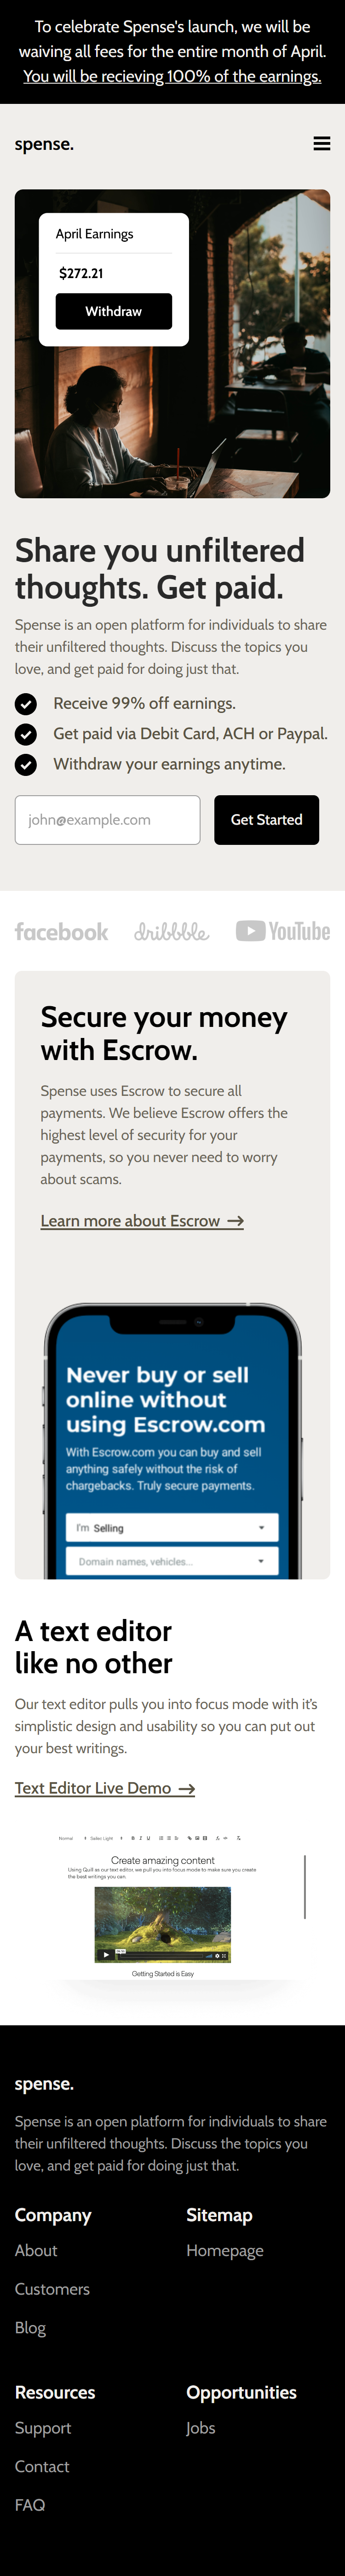 To celebrate Spense's launch, we will be
waiving all fees for the entire month of April.
You will be recieving 100% of the earnings.
spense.
April Earnings
$272.21
Withdraw
Share you unfiltered
thoughts. Get paid.
Spense is an open platform for individuals to share
their unfiltered thoughts. Discuss the topics you
love, and get paid for doing just that.
Receive 99% off earnings.
Get paid via Debit Card, ACH or Paypal.
Withdraw your earnings anytime.
john@example.com
Get Started
facebook
dribbble
YouTube
Secure your money
with Escrow.
Spense uses Escrow to secure all
payments. We believe Escrow offers the
highest level of security for your
payments, so you never need to worry
about scams.
Learn more about Escrow →
Never buy or sell
online without
using Escrow.com
With Escrow.com you can buy and sell
anything safely without the risk of
chargebacks. Truly secure payments.
I'm Selling
Domain names, vehicles...
A text editor
like no other
Our text editor pulls you into focus mode with it's
simplistic design and usability so you can put out
your best writings.
Text Editor Live Demo →
Normal
Create amazing content
Using Quill as our text editor, we pull you into focus mode to make sure you create
the best writings you can.
Getting Started is Easy
spense.
Spense is an open platform for individuals to share
their unfiltered thoughts. Discuss the topics you
love, and get paid for doing just that.
Company
Sitemap
About
Homepage
Customers
Blog
Resources
Opportunities
Support
Jobs
Contact
FAQ